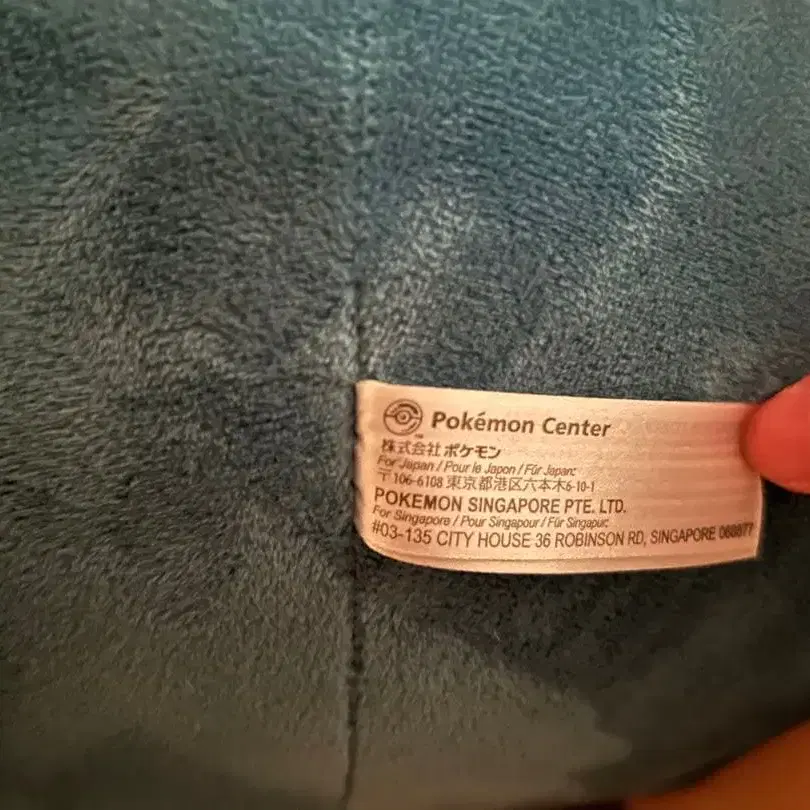 Pokémon Center
™
株式会社ポケモン
For Japan / Pour le Japon / Für Japan:
〒106-6108 東京都港区六本木6-10-1
POKEMON SINGAPORE PTE. LTD.
For Singapore / Pour Singapour / Für Singapur:
#03-135 CITY HOUSE 36 ROBINSON RD, SINGAPORE 068877